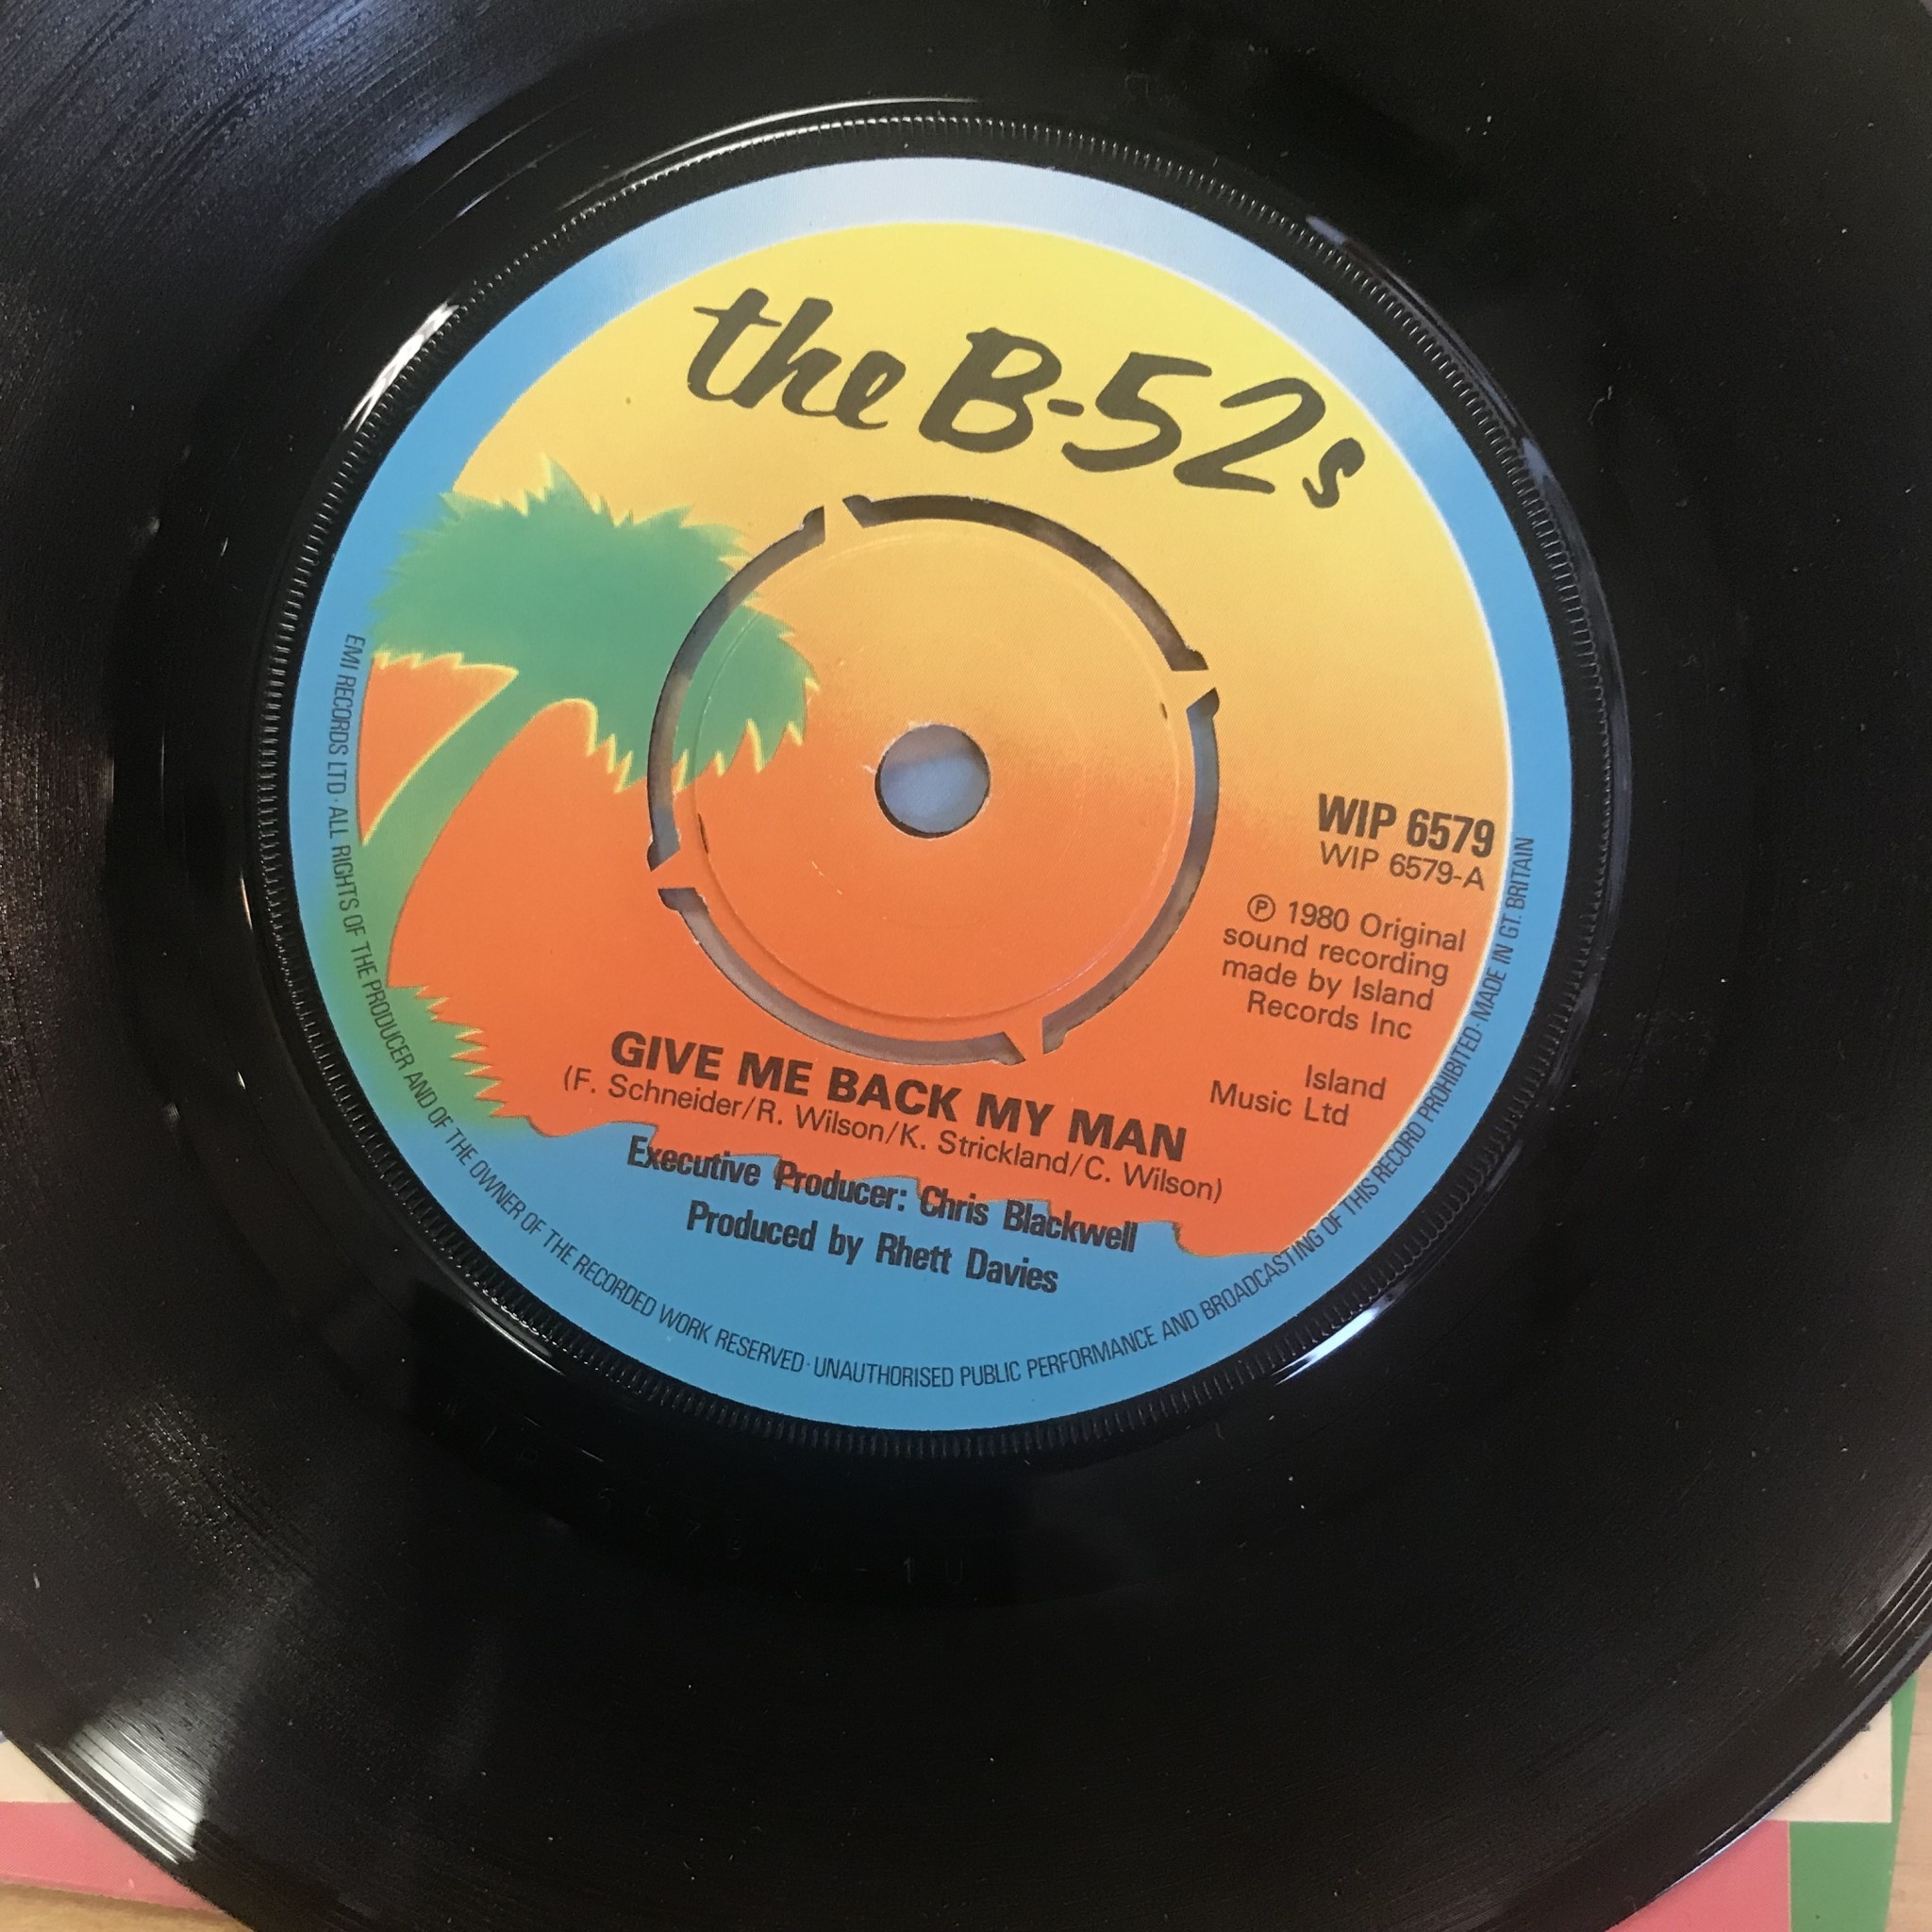 the B-52s
WIP 6579
WIP 6579-A
Ⓟ 1980 Original
sound recording
made by Island
Records Inc
Island
Music Ltd
GIVE ME BACK MY MAN
(F. Schneider/R. Wilson/K. Strickland/C. Wilson)
Executive Producer: Chris Blackwell
Produced by Rhett Davies
EMI RECORDS LTD · ALL RIGHTS OF THE PRODUCER AND OF THE OWNER OF THE RECORDED WORK RESERVED · UNAUTHORISED PUBLIC PERFORMANCE AND BROADCASTING OF THIS RECORD PROHIBITED · MADE IN GT. BRITAIN